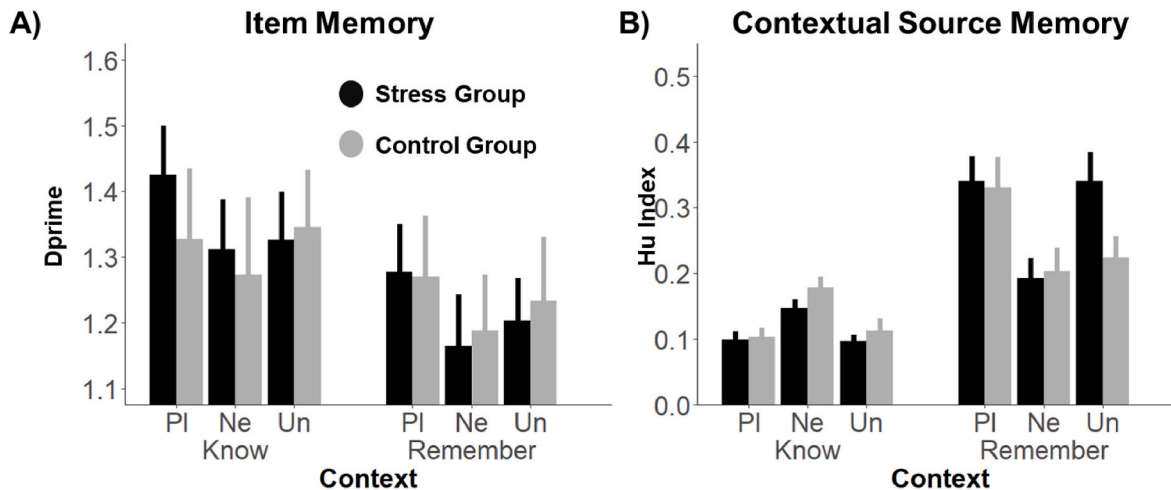 A) Item Memory
1.6
1.5
1.4
1.3
1.2
1.1
Dprime
Stress Group
Control Group
Pl Ne Un Pl Ne Un
Know Remember
Context
B) Contextual Source Memory
0.5
0.4
0.3
0.2
0.1
0.0
Hu Index
Pl Ne Un Pl Ne Un
Know Remember
Context